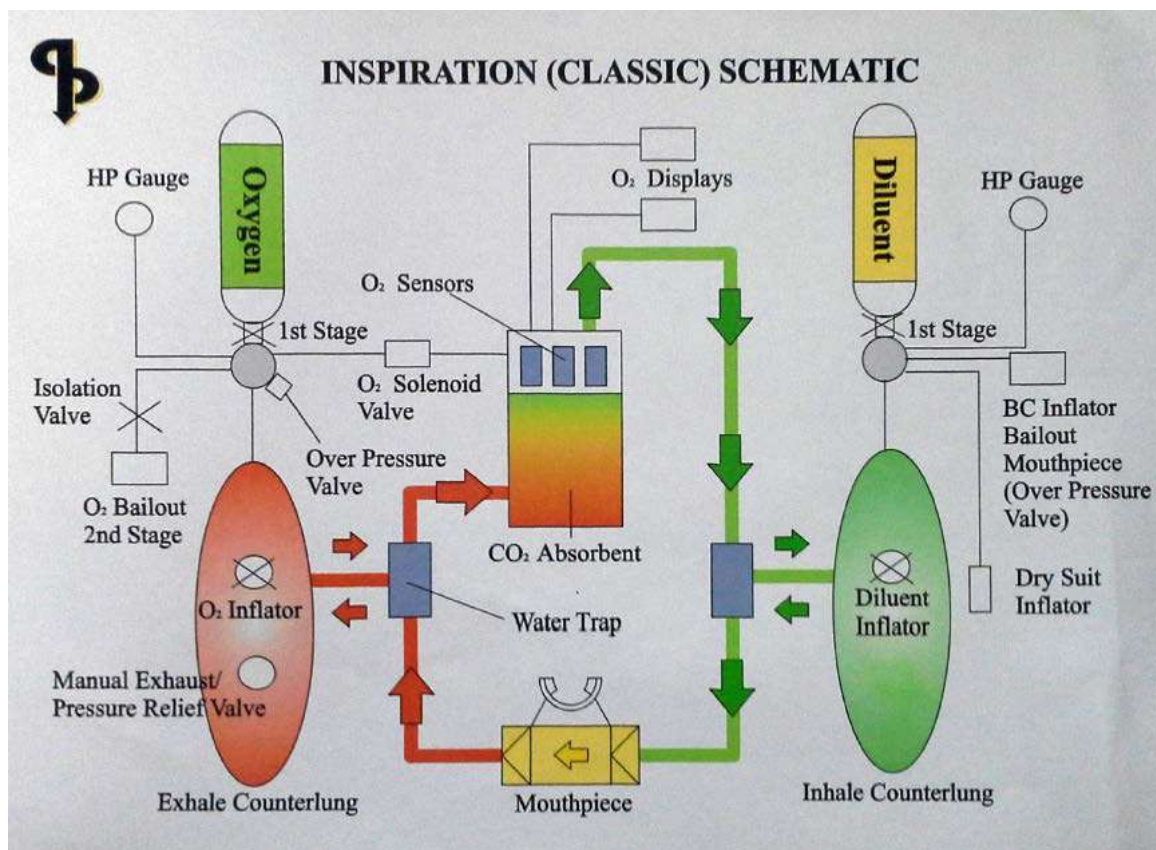 INSPIRATION (CLASSIC) SCHEMATIC
HP Gauge
Oxygen
O₂ Displays
Diluent
HP Gauge
O₂ Sensors
1st Stage
1st Stage
Isolation
Valve
O₂ Solenoid
Valve
BC Inflator
Bailout
Mouthpiece
(Over Pressure
Valve)
Over Pressure
Valve
O₂ Bailout
2nd Stage
CO₂ Absorbent
O₂ Inflator
Water Trap
Diluent
Inflator
Dry Suit
Inflator
Manual Exhaust/
Pressure Relief Valve
Exhale Counterlung
Mouthpiece
Inhale Counterlung